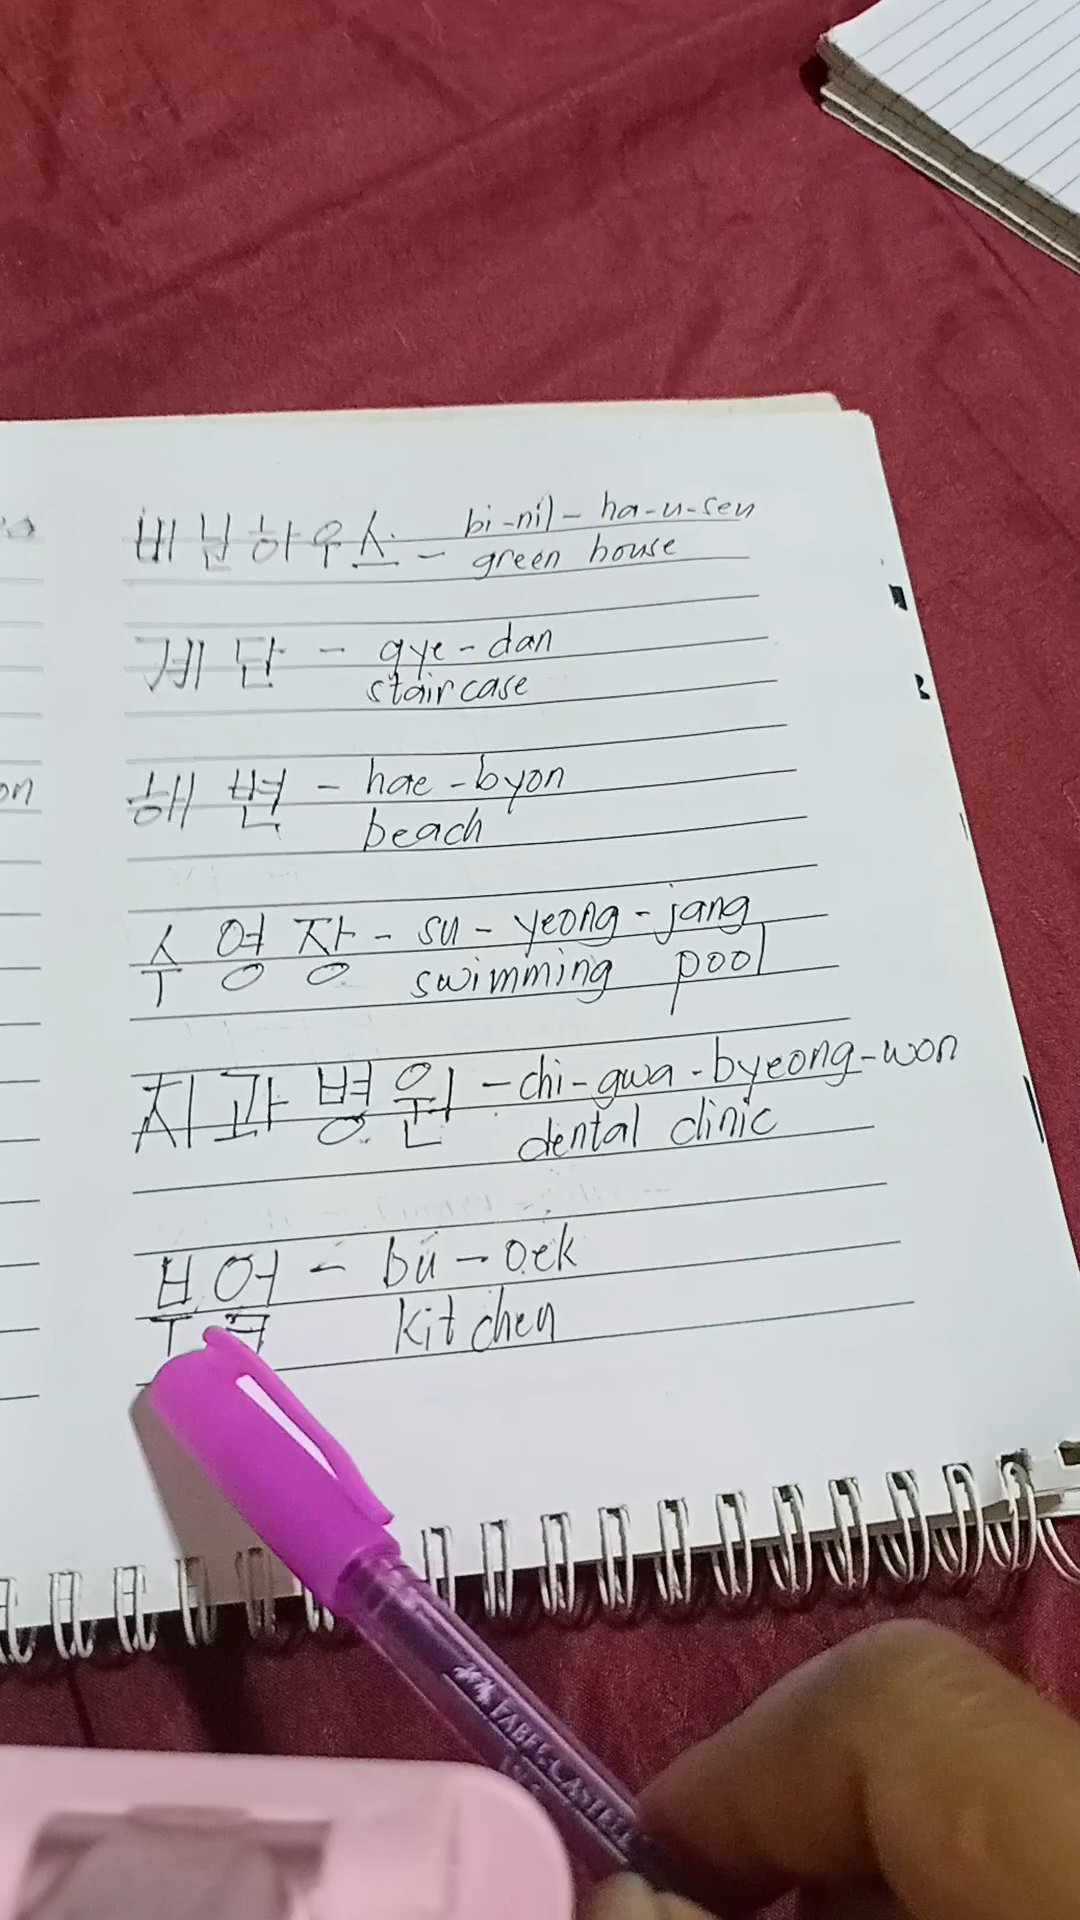 비닐하우스 - bi-nil-ha-u-seu
green house
계단 - gye-dan
staircase
해변 - hae-byon
beach
수영장 - su-yeong-jang
swimming pool
치과병원 - chi-gwa-byeong-won
dental clinic
부엌 - bu-oek
kitchen
on
FABER-CASTELL